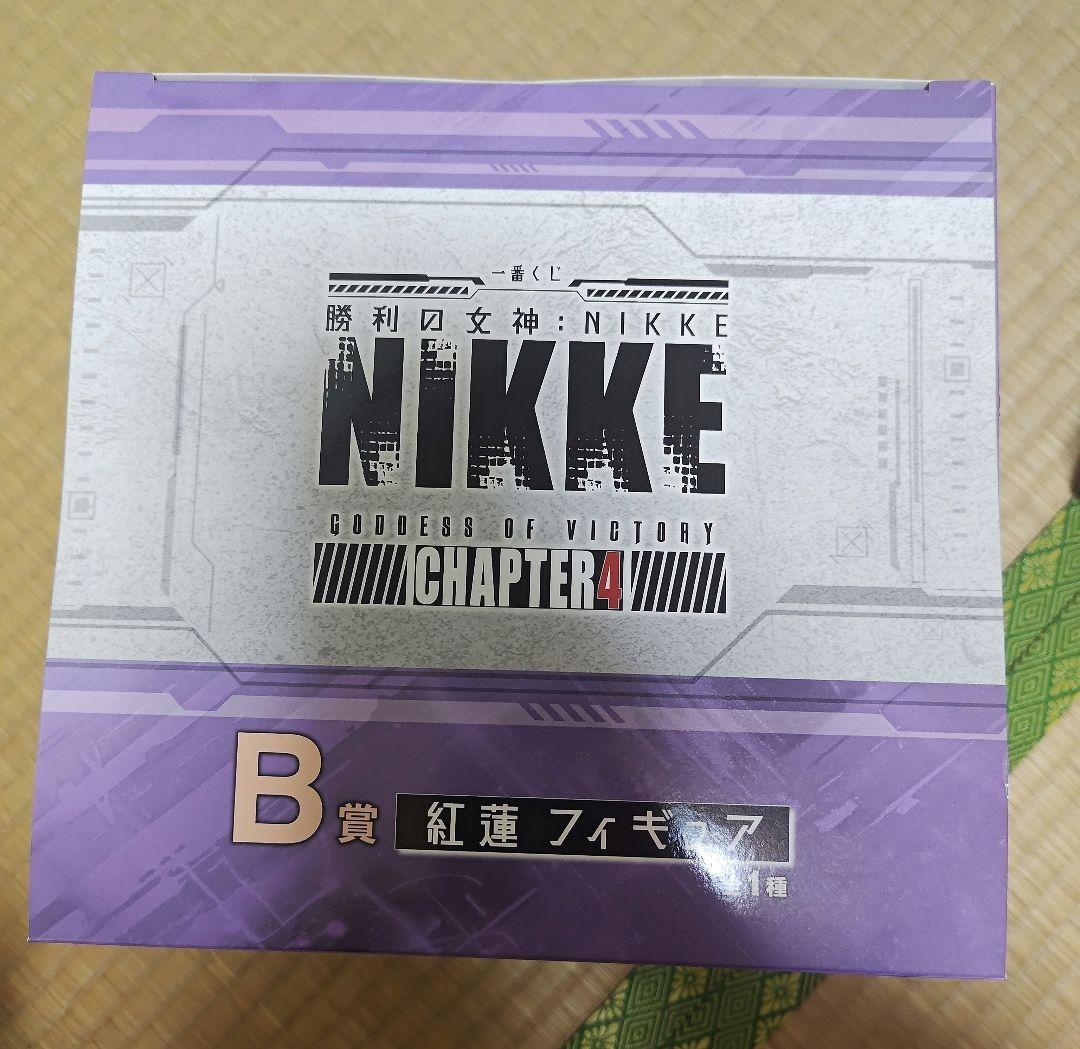 一番くじ
勝利の女神:NIKKE
NIKKE
GODDESS OF VICTORY
CHAPTER4
B賞 紅蓮 フィギュア
全1種